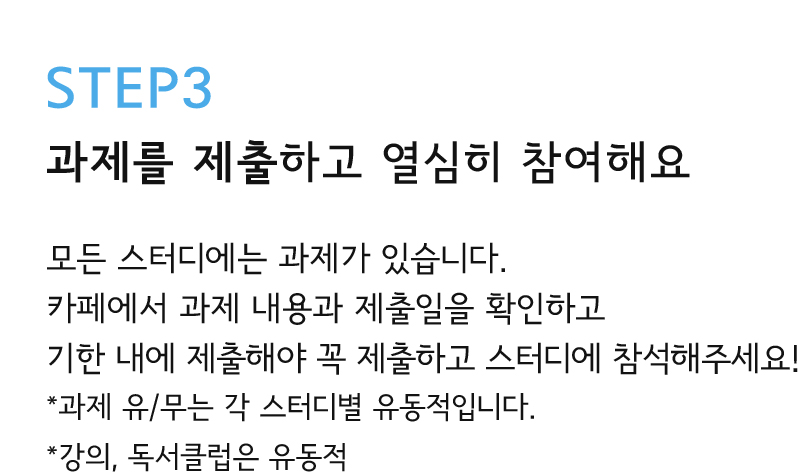 STEP3
과제를 제출하고 열심히 참여해요
모든 스터디에는 과제가 있습니다.
카페에서 과제 내용과 제출일을 확인하고
기한 내에 제출해야 꼭 제출하고 스터디에 참석해주세요!
*과제 유/무는 각 스터디별 유동적입니다.
*강의, 독서클럽은 유동적